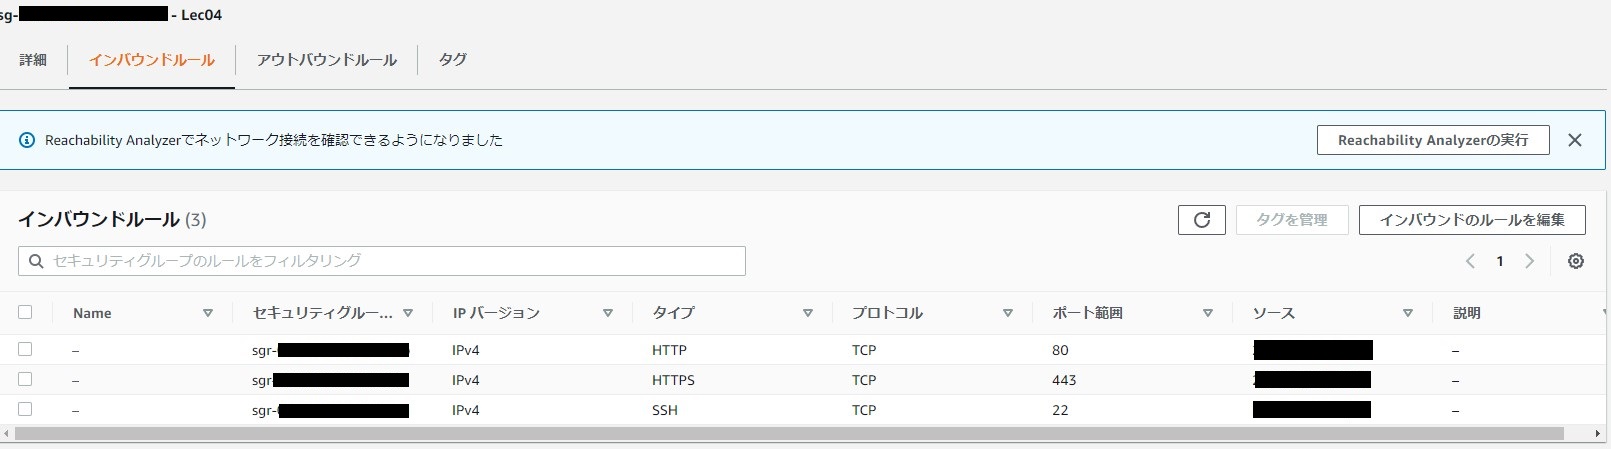 sg- - Lec04
詳細 インバウンドルール アウトバウンドルール タグ
Reachability Analyzerでネットワーク接続を確認できるようになりました Reachability Analyzerの実行
インバウンドルール (3) タグを管理 インバウンドのルールを編集
セキュリティグループのルールをフィルタリング 1
Name セキュリティグルー... IP バージョン タイプ プロトコル ポート範囲 ソース 説明
– sgr- IPv4 HTTP TCP 80 –
– sgr- IPv4 HTTPS TCP 443 –
– sgr- IPv4 SSH TCP 22 –